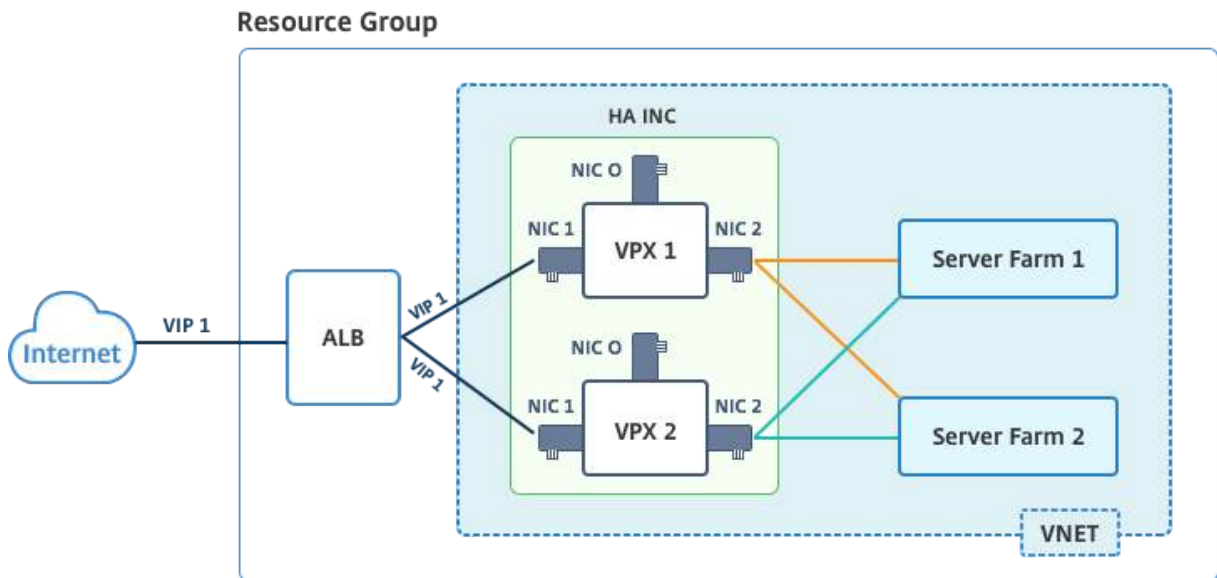 Resource Group
HA INC
NIC O
NIC 1
VPX 1
NIC 2
Server Farm 1
VIP 1
Internet
VIP 1
ALB
VIP 1
NIC O
NIC 1
VPX 2
NIC 2
Server Farm 2
VNET